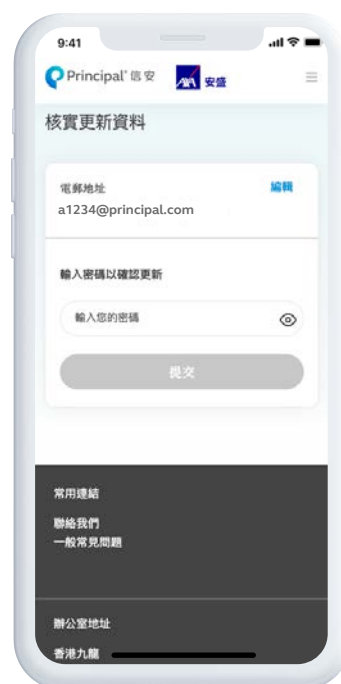 9:41
Principal® 信安 AXA 安盛
核實更新資料
電郵地址 編輯
a1234@principal.com
輸入密碼以確認更新
輸入您的密碼
提交
常用連結
聯絡我們
一般常見問題
辦公室地址
香港九龍